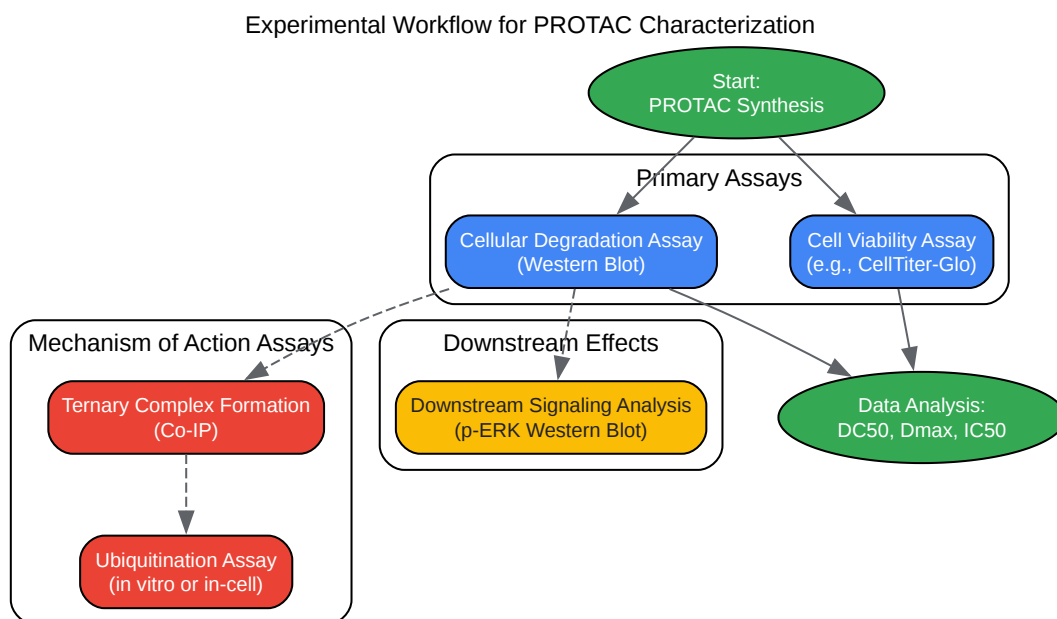 Experimental Workflow for PROTAC Characterization
Start:
PROTAC Synthesis
Primary Assays
Cellular Degradation Assay
(Western Blot)
Cell Viability Assay
(e.g., CellTiter-Glo)
Mechanism of Action Assays
Ternary Complex Formation
(Co-IP)
Ubiquitination Assay
(in vitro or in-cell)
Downstream Effects
Downstream Signaling Analysis
(p-ERK Western Blot)
Data Analysis:
DC50, Dmax, IC50